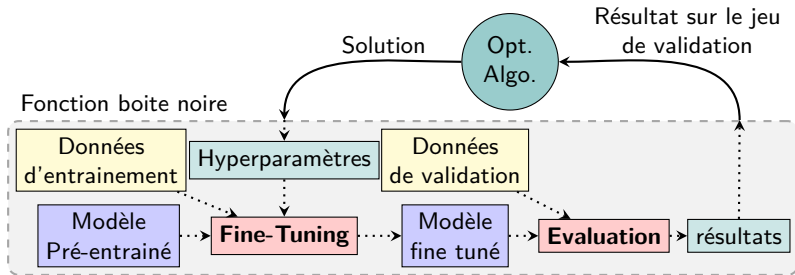 Résultat sur le jeu
de validation
Solution
Opt.
Algo.
Fonction boite noire
Données
d'entrainement
Hyperparamètres
Données
de validation
Modèle
Pré-entrainé
Fine-Tuning
Modèle
fine tuné
Evaluation
résultats